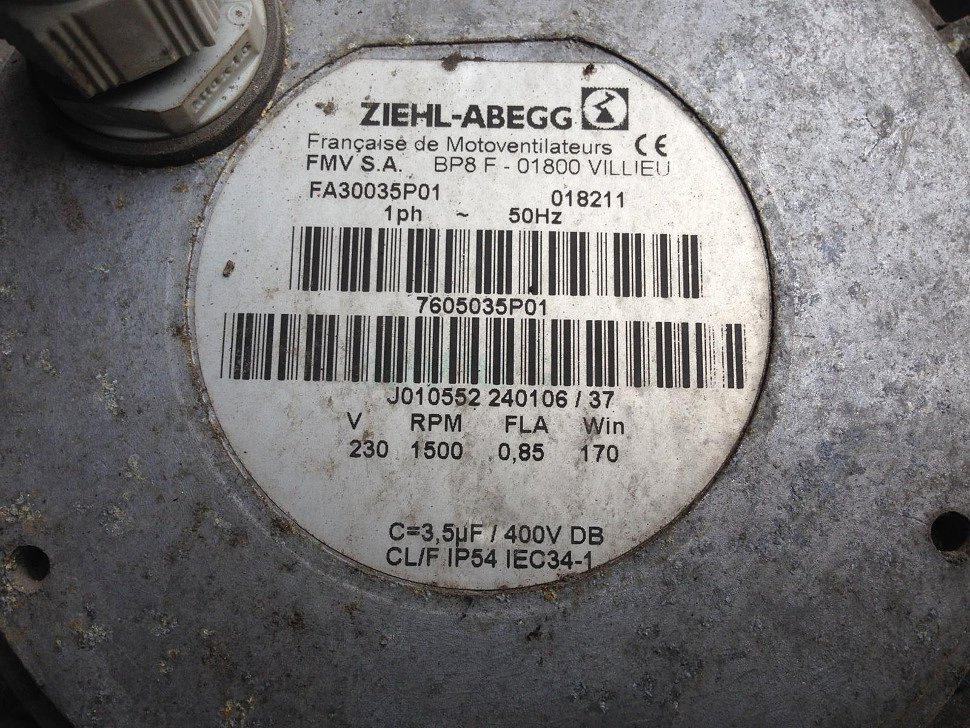 ZIEHL-ABEGG
Française de Motoventilateurs CE
FMV S.A. BP8 F - 01800 VILLIEU
FA30035P01 018211
1ph ~ 50Hz
7605035P01
J010552 240106 / 37
V RPM FLA Win
230 1500 0,85 170
C=3,5µF / 400V DB
CL/F IP54 IEC34-1